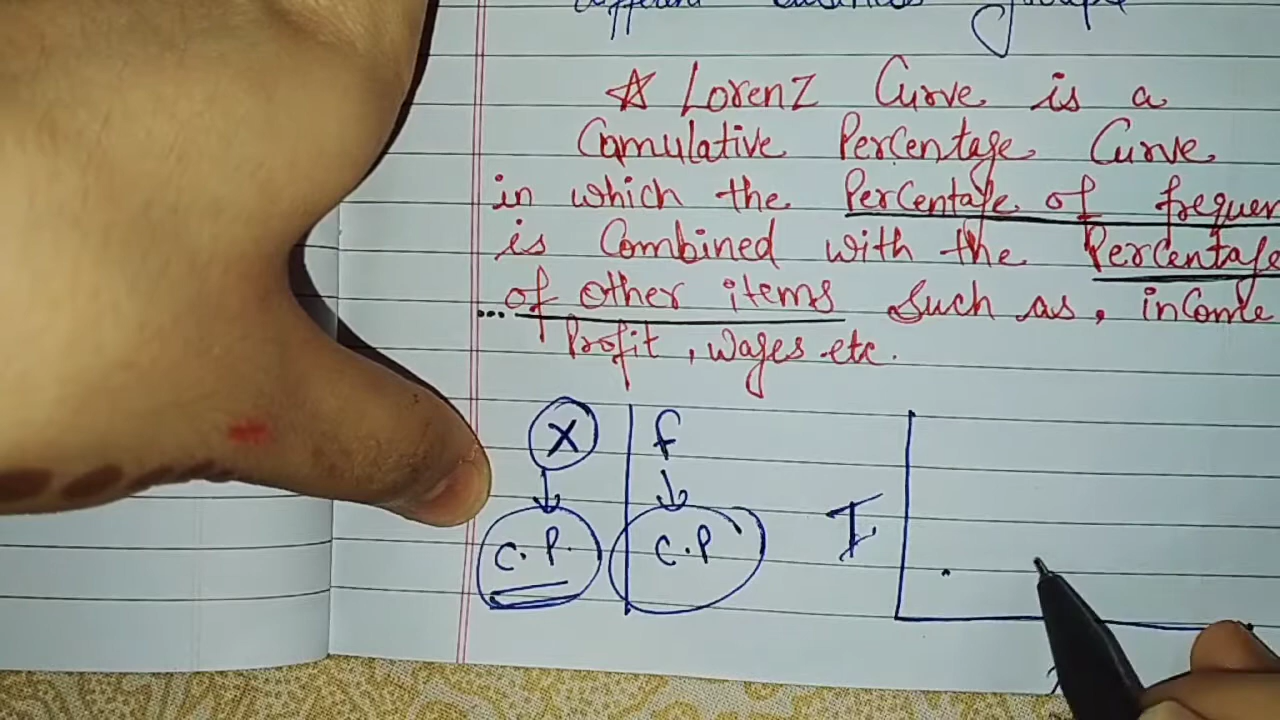 ☆ Lorenz Curve is a
Camulative Percentage Curve
in which the Percentage of frequen
is Combined with the Percentage
of other items Such as, income
Profit, wages etc.
X f
C.P. C.P
I